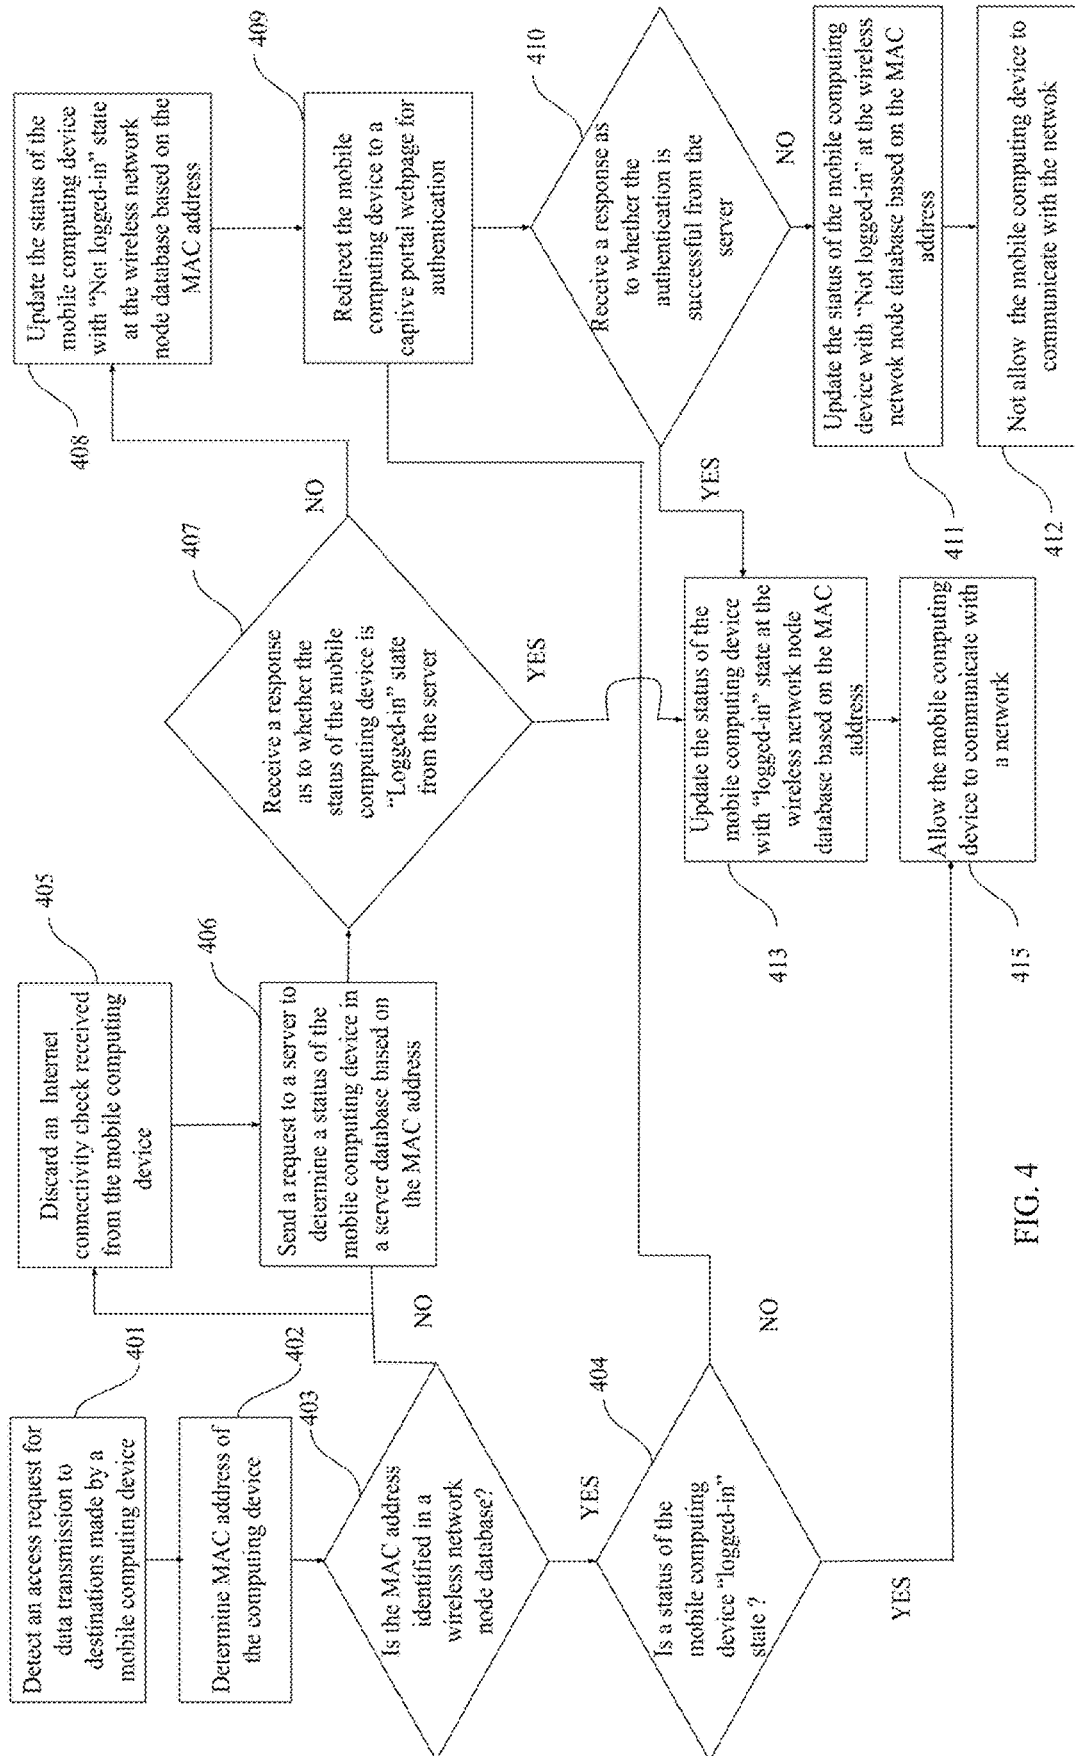 401
Detect an access request for
data transmission to
destinations made by a
mobile computing device
402
Determine MAC address of
the computing device
403
Is the MAC address
identified in a
wireless network
node database?
NO
YES
404
Is a status of the
mobile computing
device "logged-in"
state ?
NO
YES
405
Discard an Internet
connectivity check received
from the mobile computing
device
406
Send a request to a server to
determine a status of the
mobile computing device in
a server database based on
the MAC address
407
Receive a response
as to whether the
status of the mobile
computing device is
"Logged-in" state
from the server
NO
YES
408
Update the status of the
mobile computing device
with "Not logged-in" state
at the wireless network
node database based on the
MAC address
409
Redirect the mobile
computing device to a
captive portal webpage for
authentication
410
Receive a response as
to whether the
authentication is
successful from the
server
NO
YES
411
Update the status of the mobile computing
device with "Not logged-in" at the wireless
netwok node database based on the MAC
address
412
Not allow the mobile computing device to
communicate with the netwok
413
Update the status of the
mobile computing device
with "logged-in" state at the
wireless network node
database based on the MAC
address
415
Allow the mobile computing
device to communicate with
a network
FIG. 4